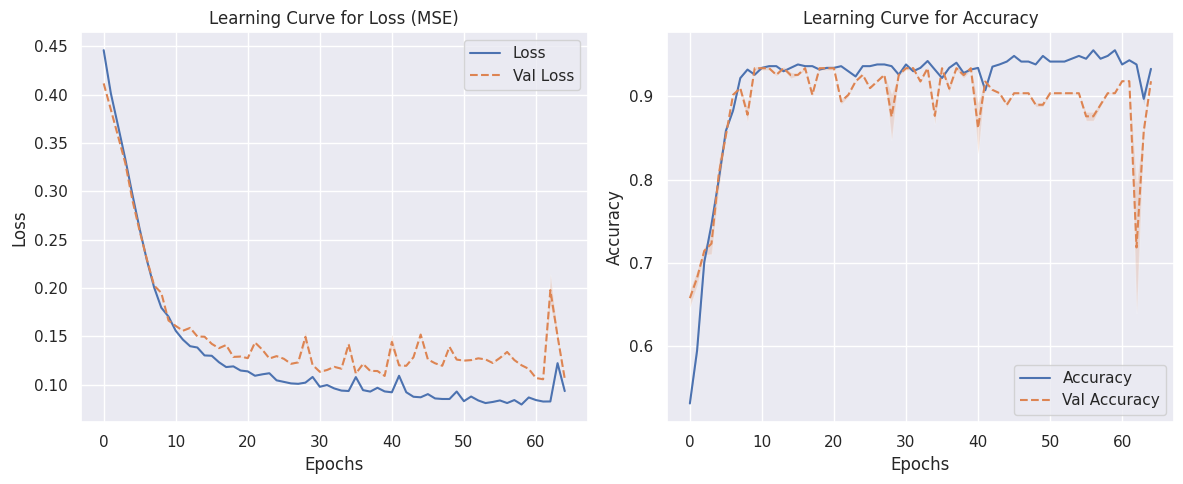 Learning Curve for Loss (MSE)
0.45
0.40
0.35
0.30
0.25
0.20
0.15
0.10
Loss
0 10 20 30 40 50 60
Epochs
Loss
Val Loss
Learning Curve for Accuracy
0.9
0.8
0.7
0.6
Accuracy
0 10 20 30 40 50 60
Epochs
Accuracy
Val Accuracy